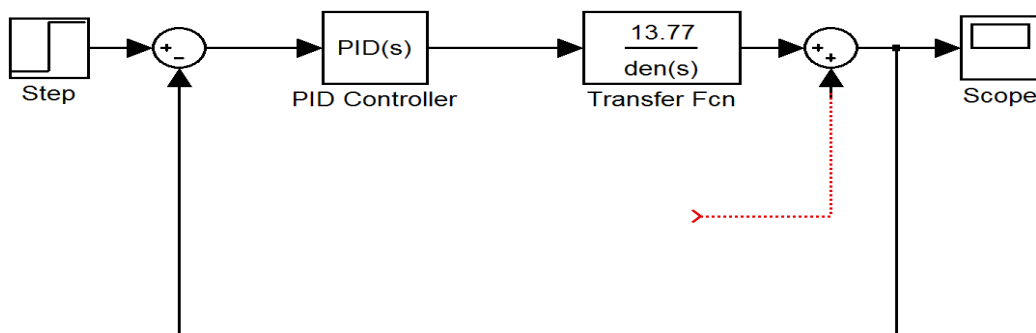 Step
+
−
PID(s)
PID Controller
13.77
den(s)
Transfer Fcn
+
+
Scope